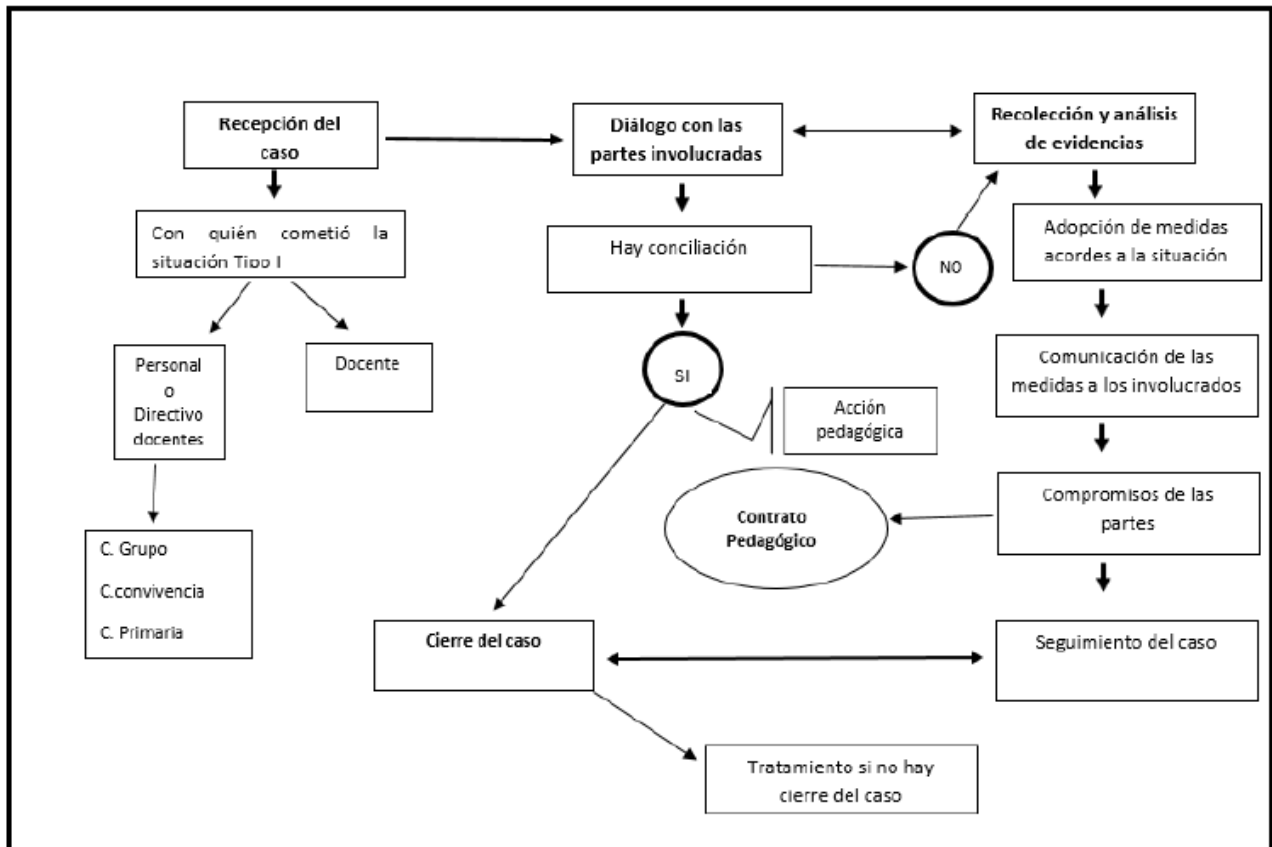 Recepción del
caso
Diálogo con las
partes involucradas
Recolección y análisis
de evidencias
Con quién cometió la
situación Tipo I
Hay conciliación
NO
Adopción de medidas
acordes a la situación
Personal
o
Directivo
docentes
Docente
SI
Acción
pedagógica
Comunicación de las
medidas a los involucrados
Contrato
Pedagógico
Compromisos de las
partes
C. Grupo
C.convivencia
C. Primaria
Cierre del caso
Seguimiento del caso
Tratamiento si no hay
cierre del caso